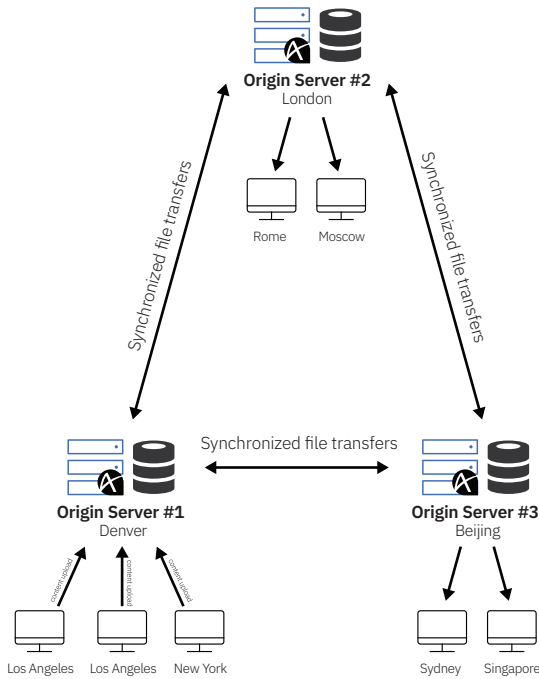 Origin Server #2
London
Synchronized file transfers
Synchronized file transfers
Rome
Moscow
Synchronized file transfers
Origin Server #1
Denver
Origin Server #3
Beijing
content upload
content upload
content upload
Los Angeles
Los Angeles
New York
Sydney
Singapore